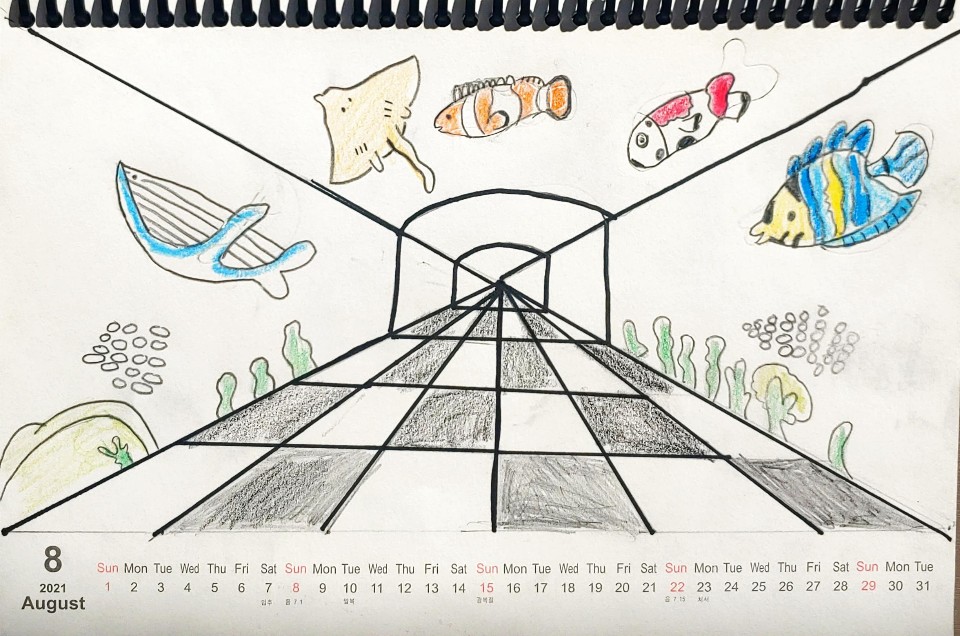 8
2021
August
Sun Mon Tue Wed Thu Fri Sat Sun Mon Tue Wed Thu Fri Sat Sun Mon Tue Wed Thu Fri Sat Sun Mon Tue Wed Thu Fri Sat Sun Mon Tue
1 2 3 4 5 6 7 8 9 10 11 12 13 14 15 16 17 18 19 20 21 22 23 24 25 26 27 28 29 30 31
입추 음 7.1 말복 광복절 음 7.15 처서